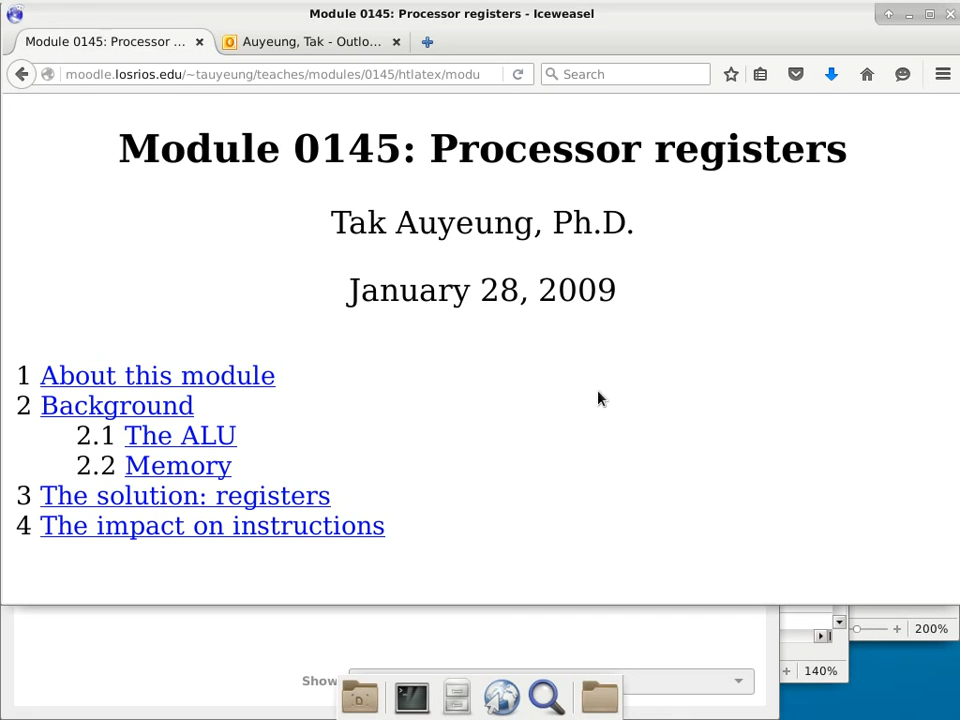 Module 0145: Processor registers - Iceweasel
Module 0145: Processor ... Auyeung, Tak - Outlo...
moodle.losrios.edu/~tauyeung/teaches/modules/0145/htlatex/modu Search
Module 0145: Processor registers
Tak Auyeung, Ph.D.
January 28, 2009
1 About this module
2 Background
2.1 The ALU
2.2 Memory
3 The solution: registers
4 The impact on instructions
200%
140%
Show